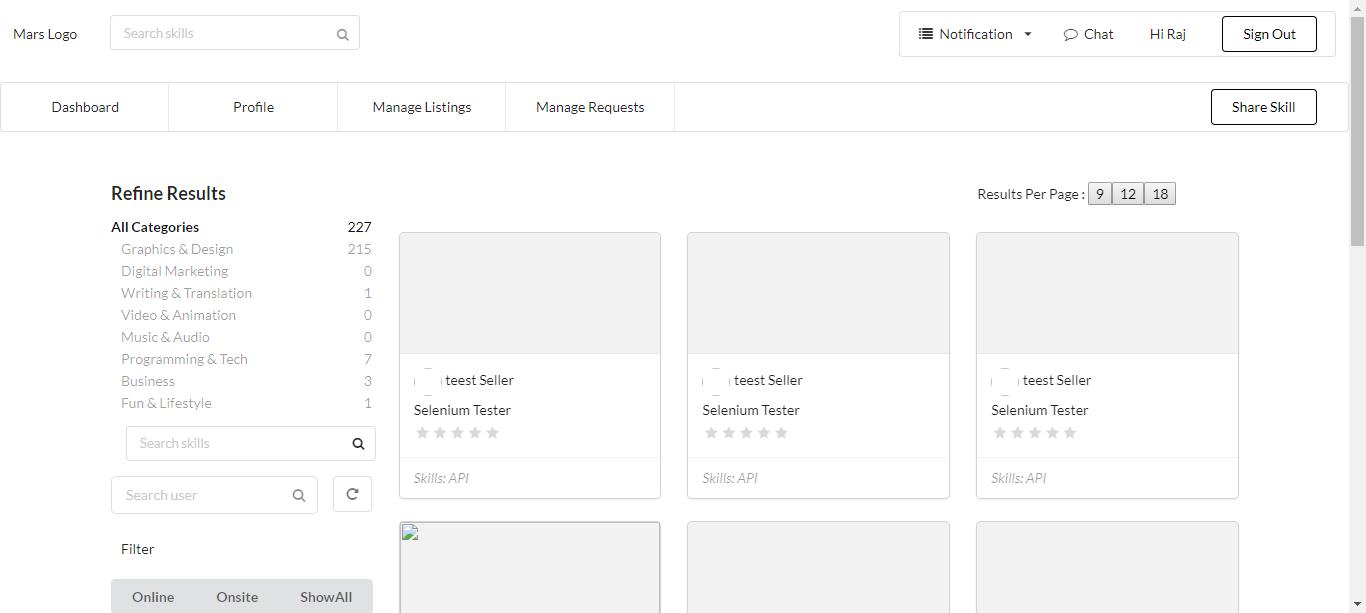 Mars Logo
Search skills
Notification
Chat
Hi Raj
Sign Out
Dashboard
Profile
Manage Listings
Manage Requests
Share Skill
Refine Results
Results Per Page : 9 12 18
All Categories 227
Graphics & Design 215
Digital Marketing 0
Writing & Translation 1
Video & Animation 0
Music & Audio 0
Programming & Tech 7
Business 3
Fun & Lifestyle 1
Search skills
Search user
Filter
Online Onsite ShowAll
teest Seller
Selenium Tester
Skills: API
teest Seller
Selenium Tester
Skills: API
teest Seller
Selenium Tester
Skills: API